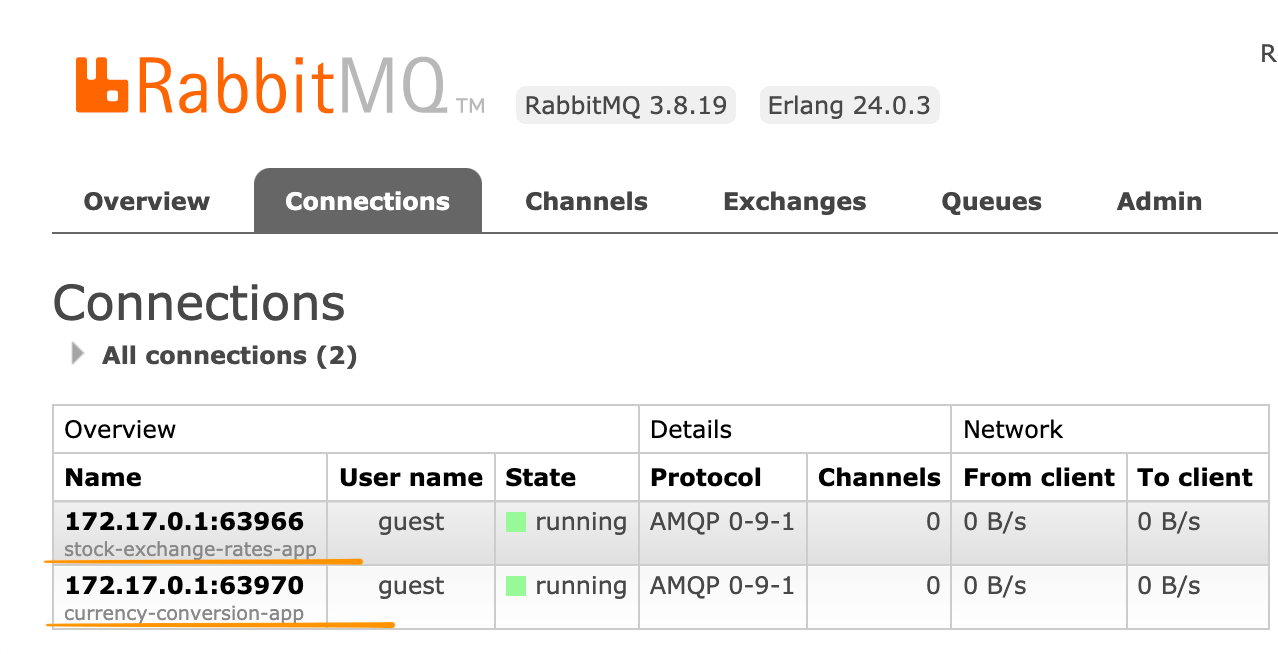 R
RabbitMQ TM RabbitMQ 3.8.19 Erlang 24.0.3
Overview Connections Channels Exchanges Queues Admin
Connections
All connections (2)
Overview Details Network
Name User name State Protocol Channels From client To client
172.17.0.1:63966 guest running AMQP 0-9-1 0 0 B/s 0 B/s
stock-exchange-rates-app
172.17.0.1:63970 guest running AMQP 0-9-1 0 0 B/s 0 B/s
currency-conversion-app